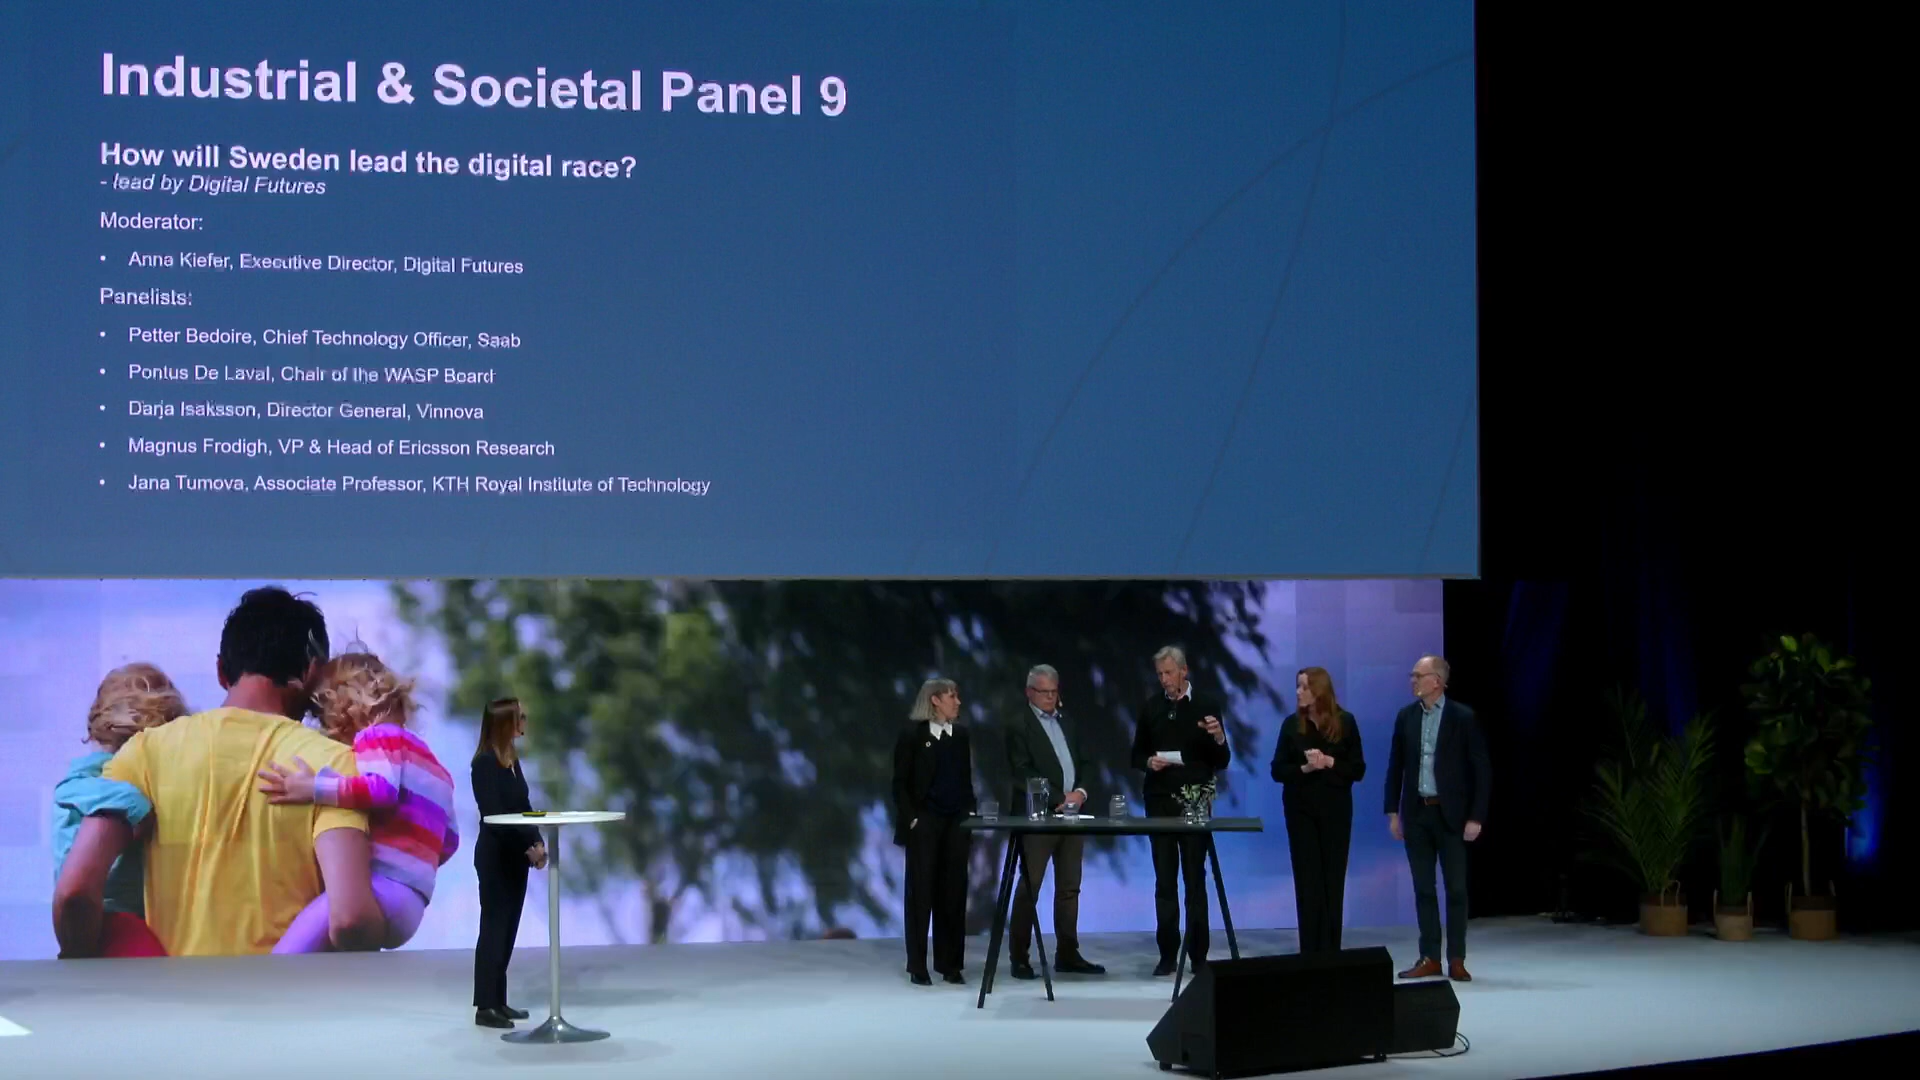 Industrial & Societal Panel 9
How will Sweden lead the digital race?
- lead by Digital Futures
Moderator:
• Anna Kiefer, Executive Director, Digital Futures
Panelists:
• Petter Bedoire, Chief Technology Officer, Saab
• Pontus De Laval, Chair of the WASP Board
• Darja Isaksson, Director General, Vinnova
• Magnus Frodigh, VP & Head of Ericsson Research
• Jana Tumova, Associate Professor, KTH Royal Institute of Technology